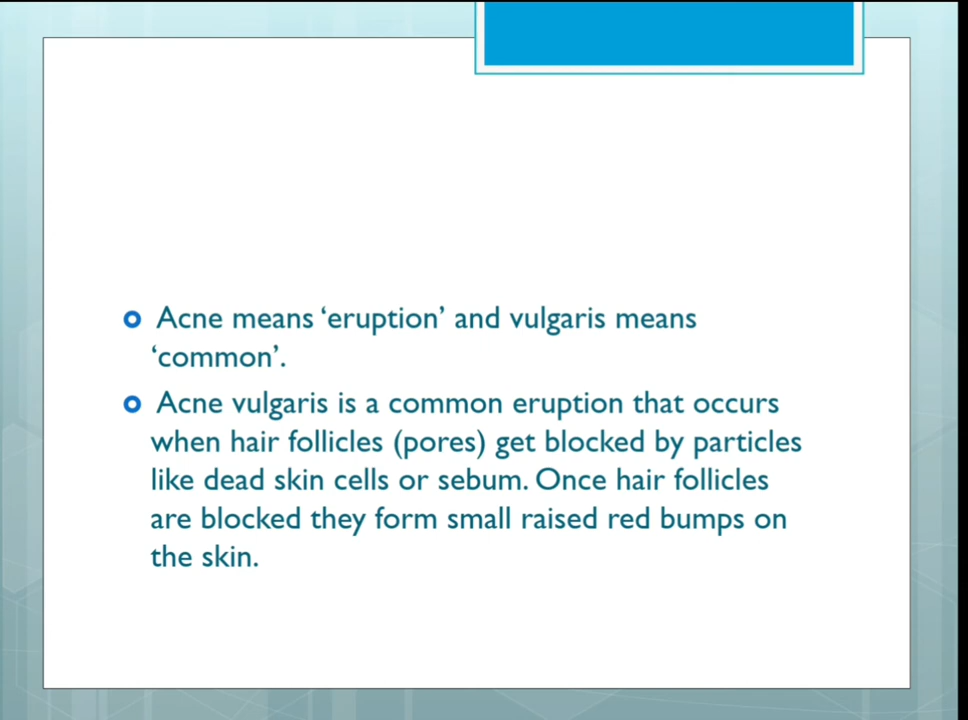 Acne means ‘eruption’ and vulgaris means
‘common’.
Acne vulgaris is a common eruption that occurs
when hair follicles (pores) get blocked by particles
like dead skin cells or sebum. Once hair follicles
are blocked they form small raised red bumps on
the skin.